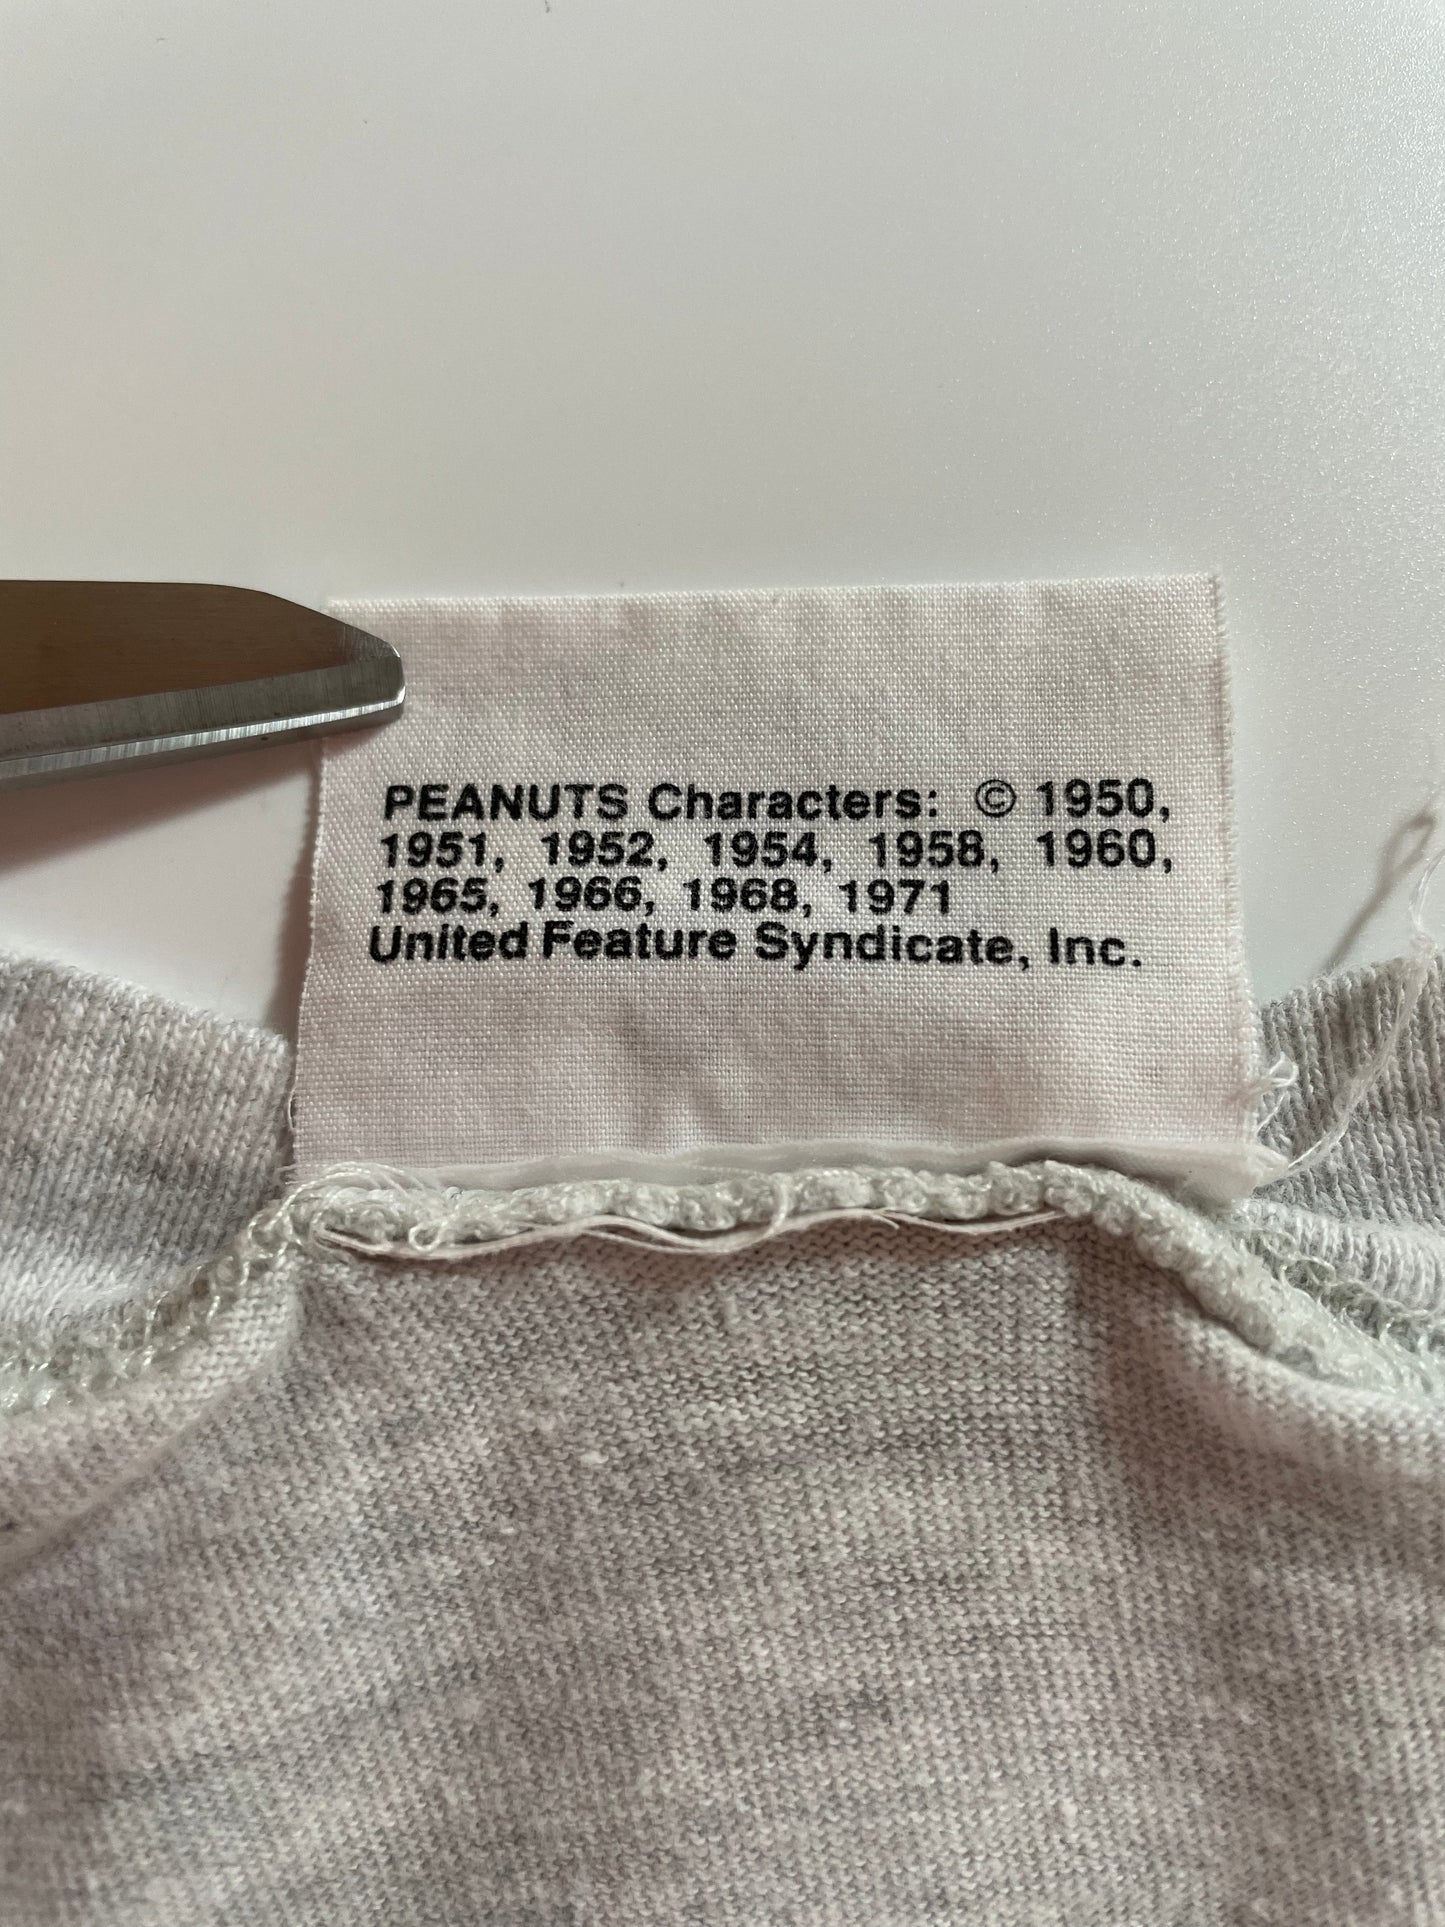 PEANUTS Characters: © 1950,
1951, 1952, 1954, 1958, 1960,
1965, 1966, 1968, 1971
United Feature Syndicate, Inc.